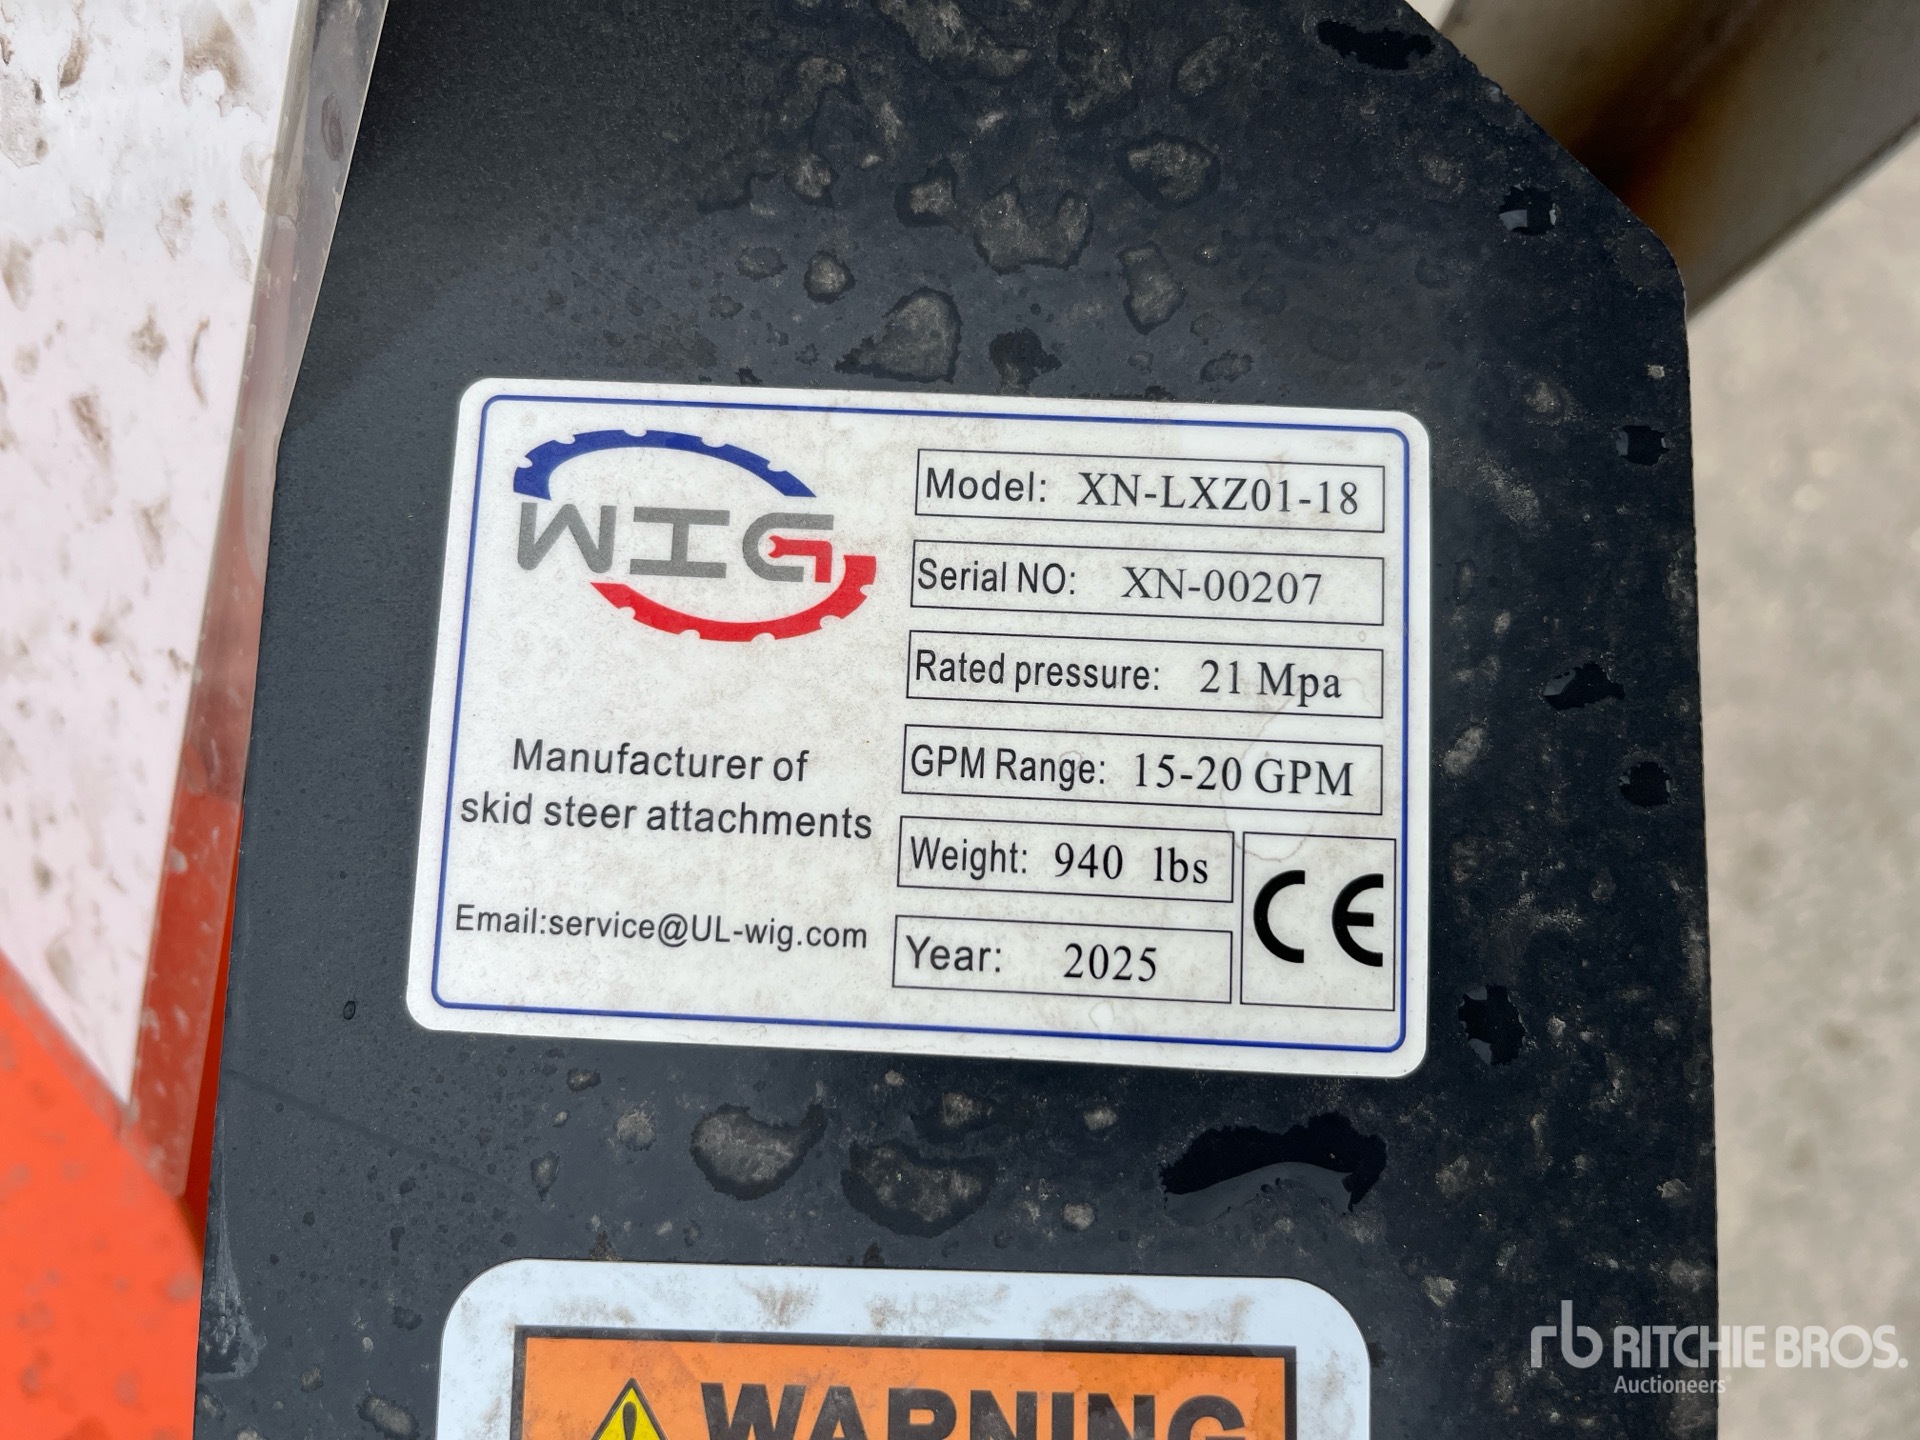 WIG
Manufacturer of
skid steer attachments
Email:service@UL-wig.com
Model: XN-LXZ01-18
Serial NO: XN-00207
Rated pressure: 21 Mpa
GPM Range: 15-20 GPM
Weight: 940 lbs
Year: 2025
CE
WARNING
rb RITCHIE BROS.
Auctioneers